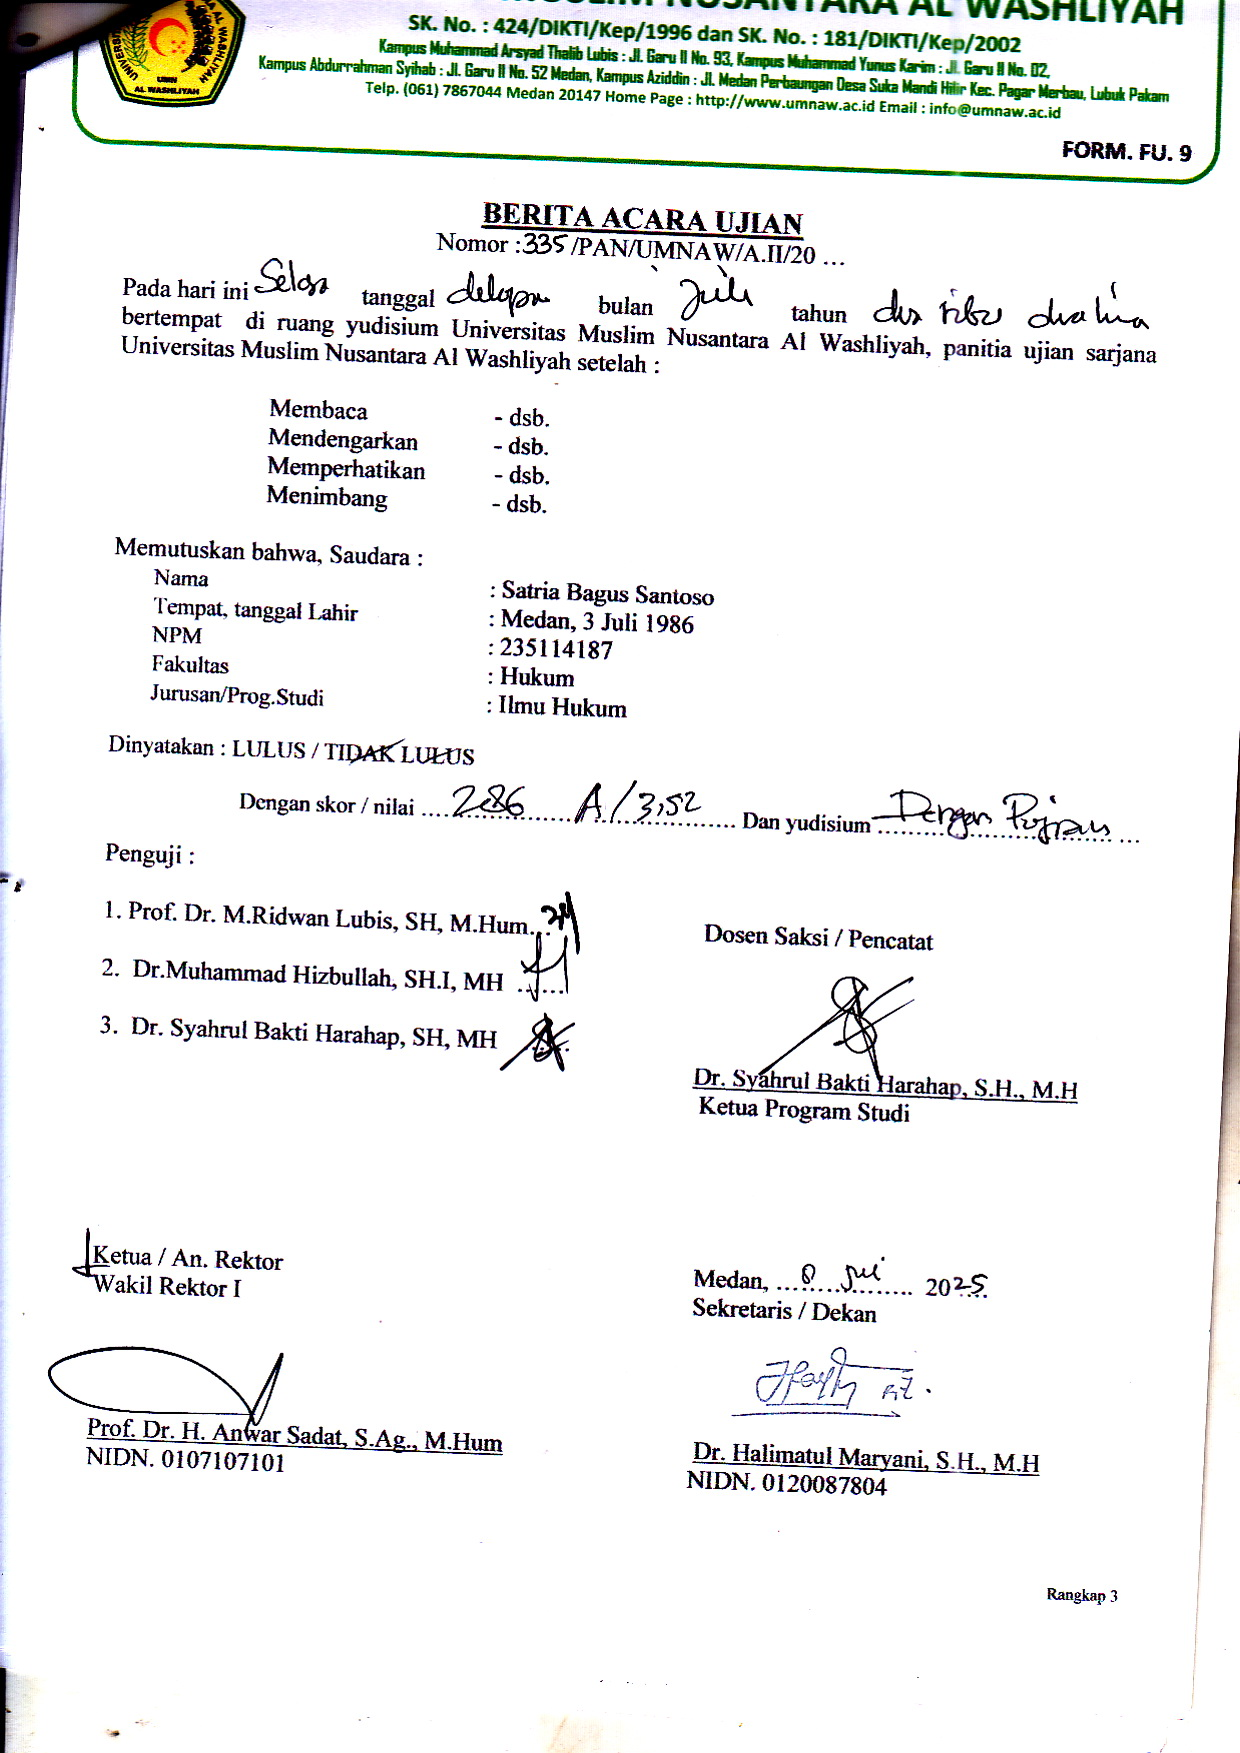 MUSLIM NUSANTARA AL WASHLIYAH
SK. No. : 424/DIKTI/Kep/1996 dan SK. No. : 181/DIKTI/Kep/2002
Kampus Muhammad Arsyad Thalib Lubis : Jl. Garu II No. 93, Kampus Muhammad Yunus Karim : Jl. Garu II No. 02,
Kampus Abdurrahman Syihab : Jl. Garu II No. 52 Medan, Kampus Aziddin : Jl. Medan Perbaungan Desa Suka Mandi Hilir Kec. Pagar Merbau, Lubuk Pakam
Telp. (061) 7867044 Medan 20147 Home Page : http://www.umnaw.ac.id Email : info@umnaw.ac.id
UMN
AL WASHLIYAH
FORM. FU. 9
BERITA ACARA UJIAN
Nomor : 335 /PAN/UMNAW/A.II/20 ...
Pada hari ini Selasa tanggal delapan bulan Juli tahun dua ribu dua lima
bertempat di ruang yudisium Universitas Muslim Nusantara Al Washliyah, panitia ujian sarjana
Universitas Muslim Nusantara Al Washliyah setelah :
Membaca - dsb.
Mendengarkan - dsb.
Memperhatikan - dsb.
Menimbang - dsb.
Memutuskan bahwa, Saudara :
Nama : Satria Bagus Santoso
Tempat, tanggal Lahir : Medan, 3 Juli 1986
NPM : 235114187
Fakultas : Hukum
Jurusan/Prog.Studi : Ilmu Hukum
Dinyatakan : LULUS / TIDAK LULUS
Dengan skor / nilai .... 286 A / 3,52 Dan yudisium Dengan Pujian
Penguji :
1. Prof. Dr. M.Ridwan Lubis, SH, M.Hum...
Dosen Saksi / Pencatat
2. Dr.Muhammad Hizbullah, SH.I, MH ......
3. Dr. Syahrul Bakti Harahap, SH, MH
Dr. Syahrul Bakti Harahap, S.H., M.H
Ketua Program Studi
Ketua / An. Rektor
Wakil Rektor I
Medan, ... 8 Juli ... 2025
Sekretaris / Dekan
Prof. Dr. H. Anwar Sadat, S.Ag., M.Hum
NIDN. 0107107101
Dr. Halimatul Maryani, S.H., M.H
NIDN. 0120087804
Rangkap 3